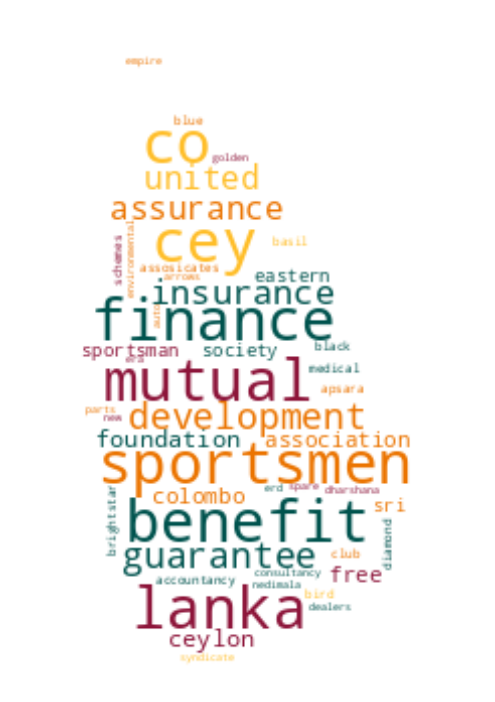 empire
blue
co
golden
united
assurance
cey
basil
schemes
environmental
assosicates
arrows
eastern
insurance
auto
finance
sportsman
era
society
black
mutual
medical
apsara
parts
new
development
foundation
association
sportsmen
colombo
erd
spare
dharshana
sri
brightstar
benefit
diamond
guarantee
club
accountancy
consultancy
free
nedimala
lanka
bird
dealers
ceylon
syndicate